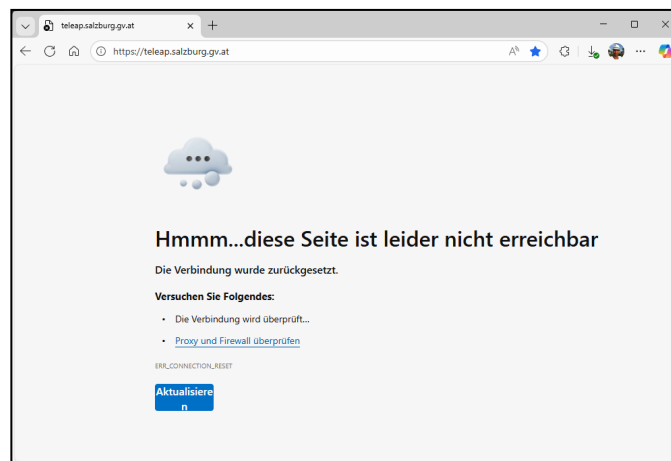 teleap.salzburg.gv.at
https://teleap.salzburg.gv.at
Hmmm...diese Seite ist leider nicht erreichbar
Die Verbindung wurde zurückgesetzt.
Versuchen Sie Folgendes:
• Die Verbindung wird überprüft...
• Proxy und Firewall überprüfen
ERR_CONNECTION_RESET
Aktualisiere
n